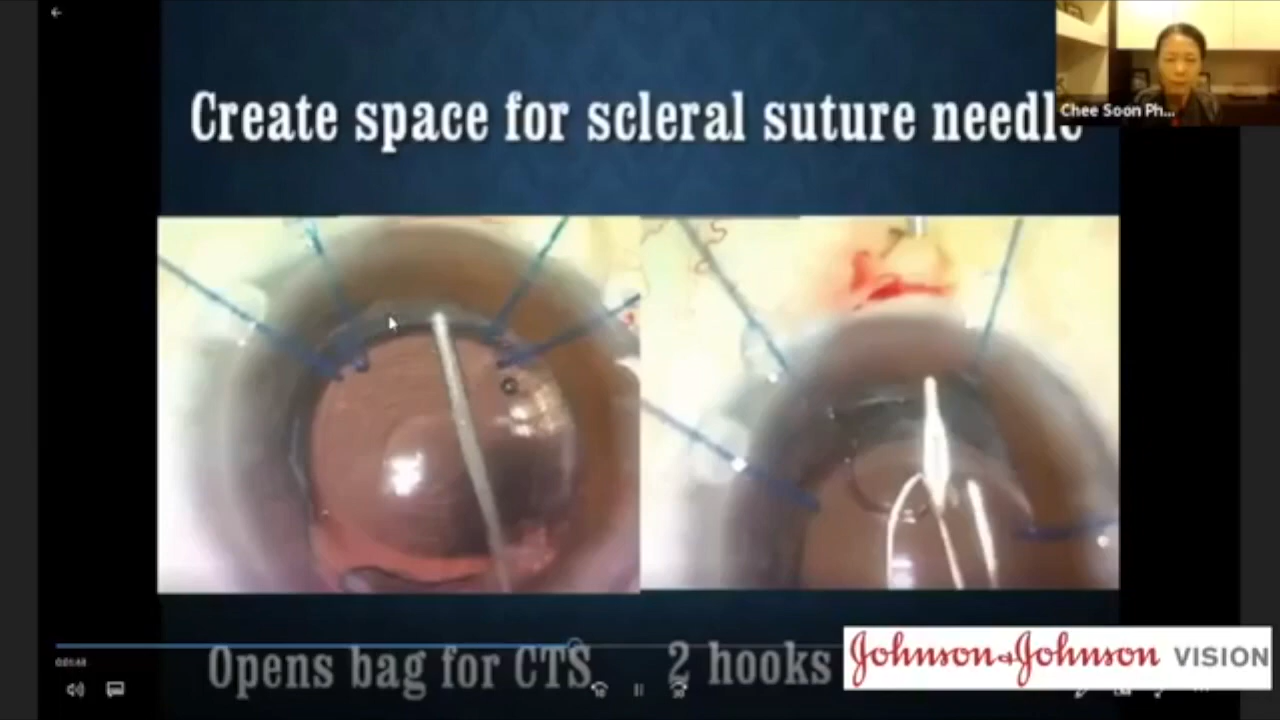 Create space for scleral suture needle
Chee Soon Ph...
Opens bag for CTS
2 hooks
Johnson & Johnson VISION